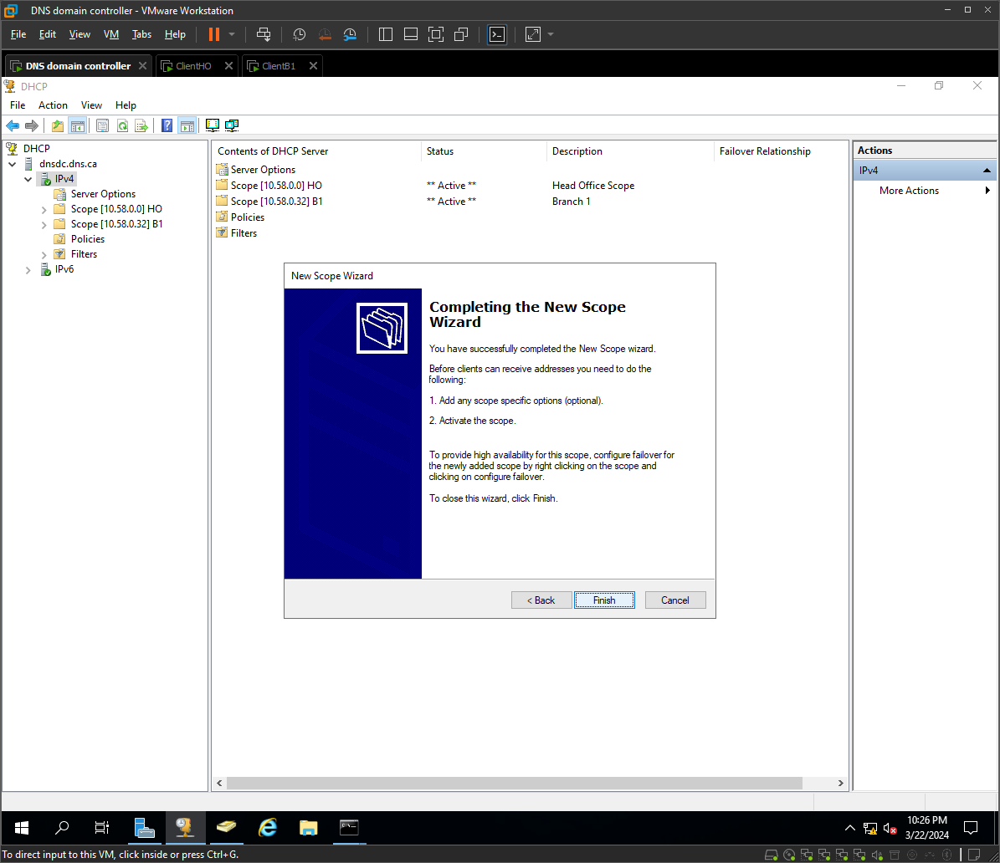 DNS domain controller - VMware Workstation
File Edit View VM Tabs Help
DNS domain controller ClientHO ClientB1
DHCP
File Action View Help
DHCP
dnsdc.dns.ca
IPv4
Server Options
Scope [10.58.0.0] HO
Scope [10.58.0.32] B1
Policies
Filters
IPv6
Contents of DHCP Server Status Description Failover Relationship
Server Options
Scope [10.58.0.0] HO ** Active ** Head Office Scope
Scope [10.58.0.32] B1 ** Active ** Branch 1
Policies
Filters
Actions
IPv4
More Actions
New Scope Wizard
Completing the New Scope
Wizard
You have successfully completed the New Scope wizard.
Before clients can receive addresses you need to do the
following:
1. Add any scope specific options (optional).
2. Activate the scope.
To provide high availability for this scope, configure failover for
the newly added scope by right clicking on the scope and
clicking on configure failover.
To close this wizard, click Finish.
< Back Finish Cancel
10:26 PM
3/22/2024
To direct input to this VM, click inside or press Ctrl+G.